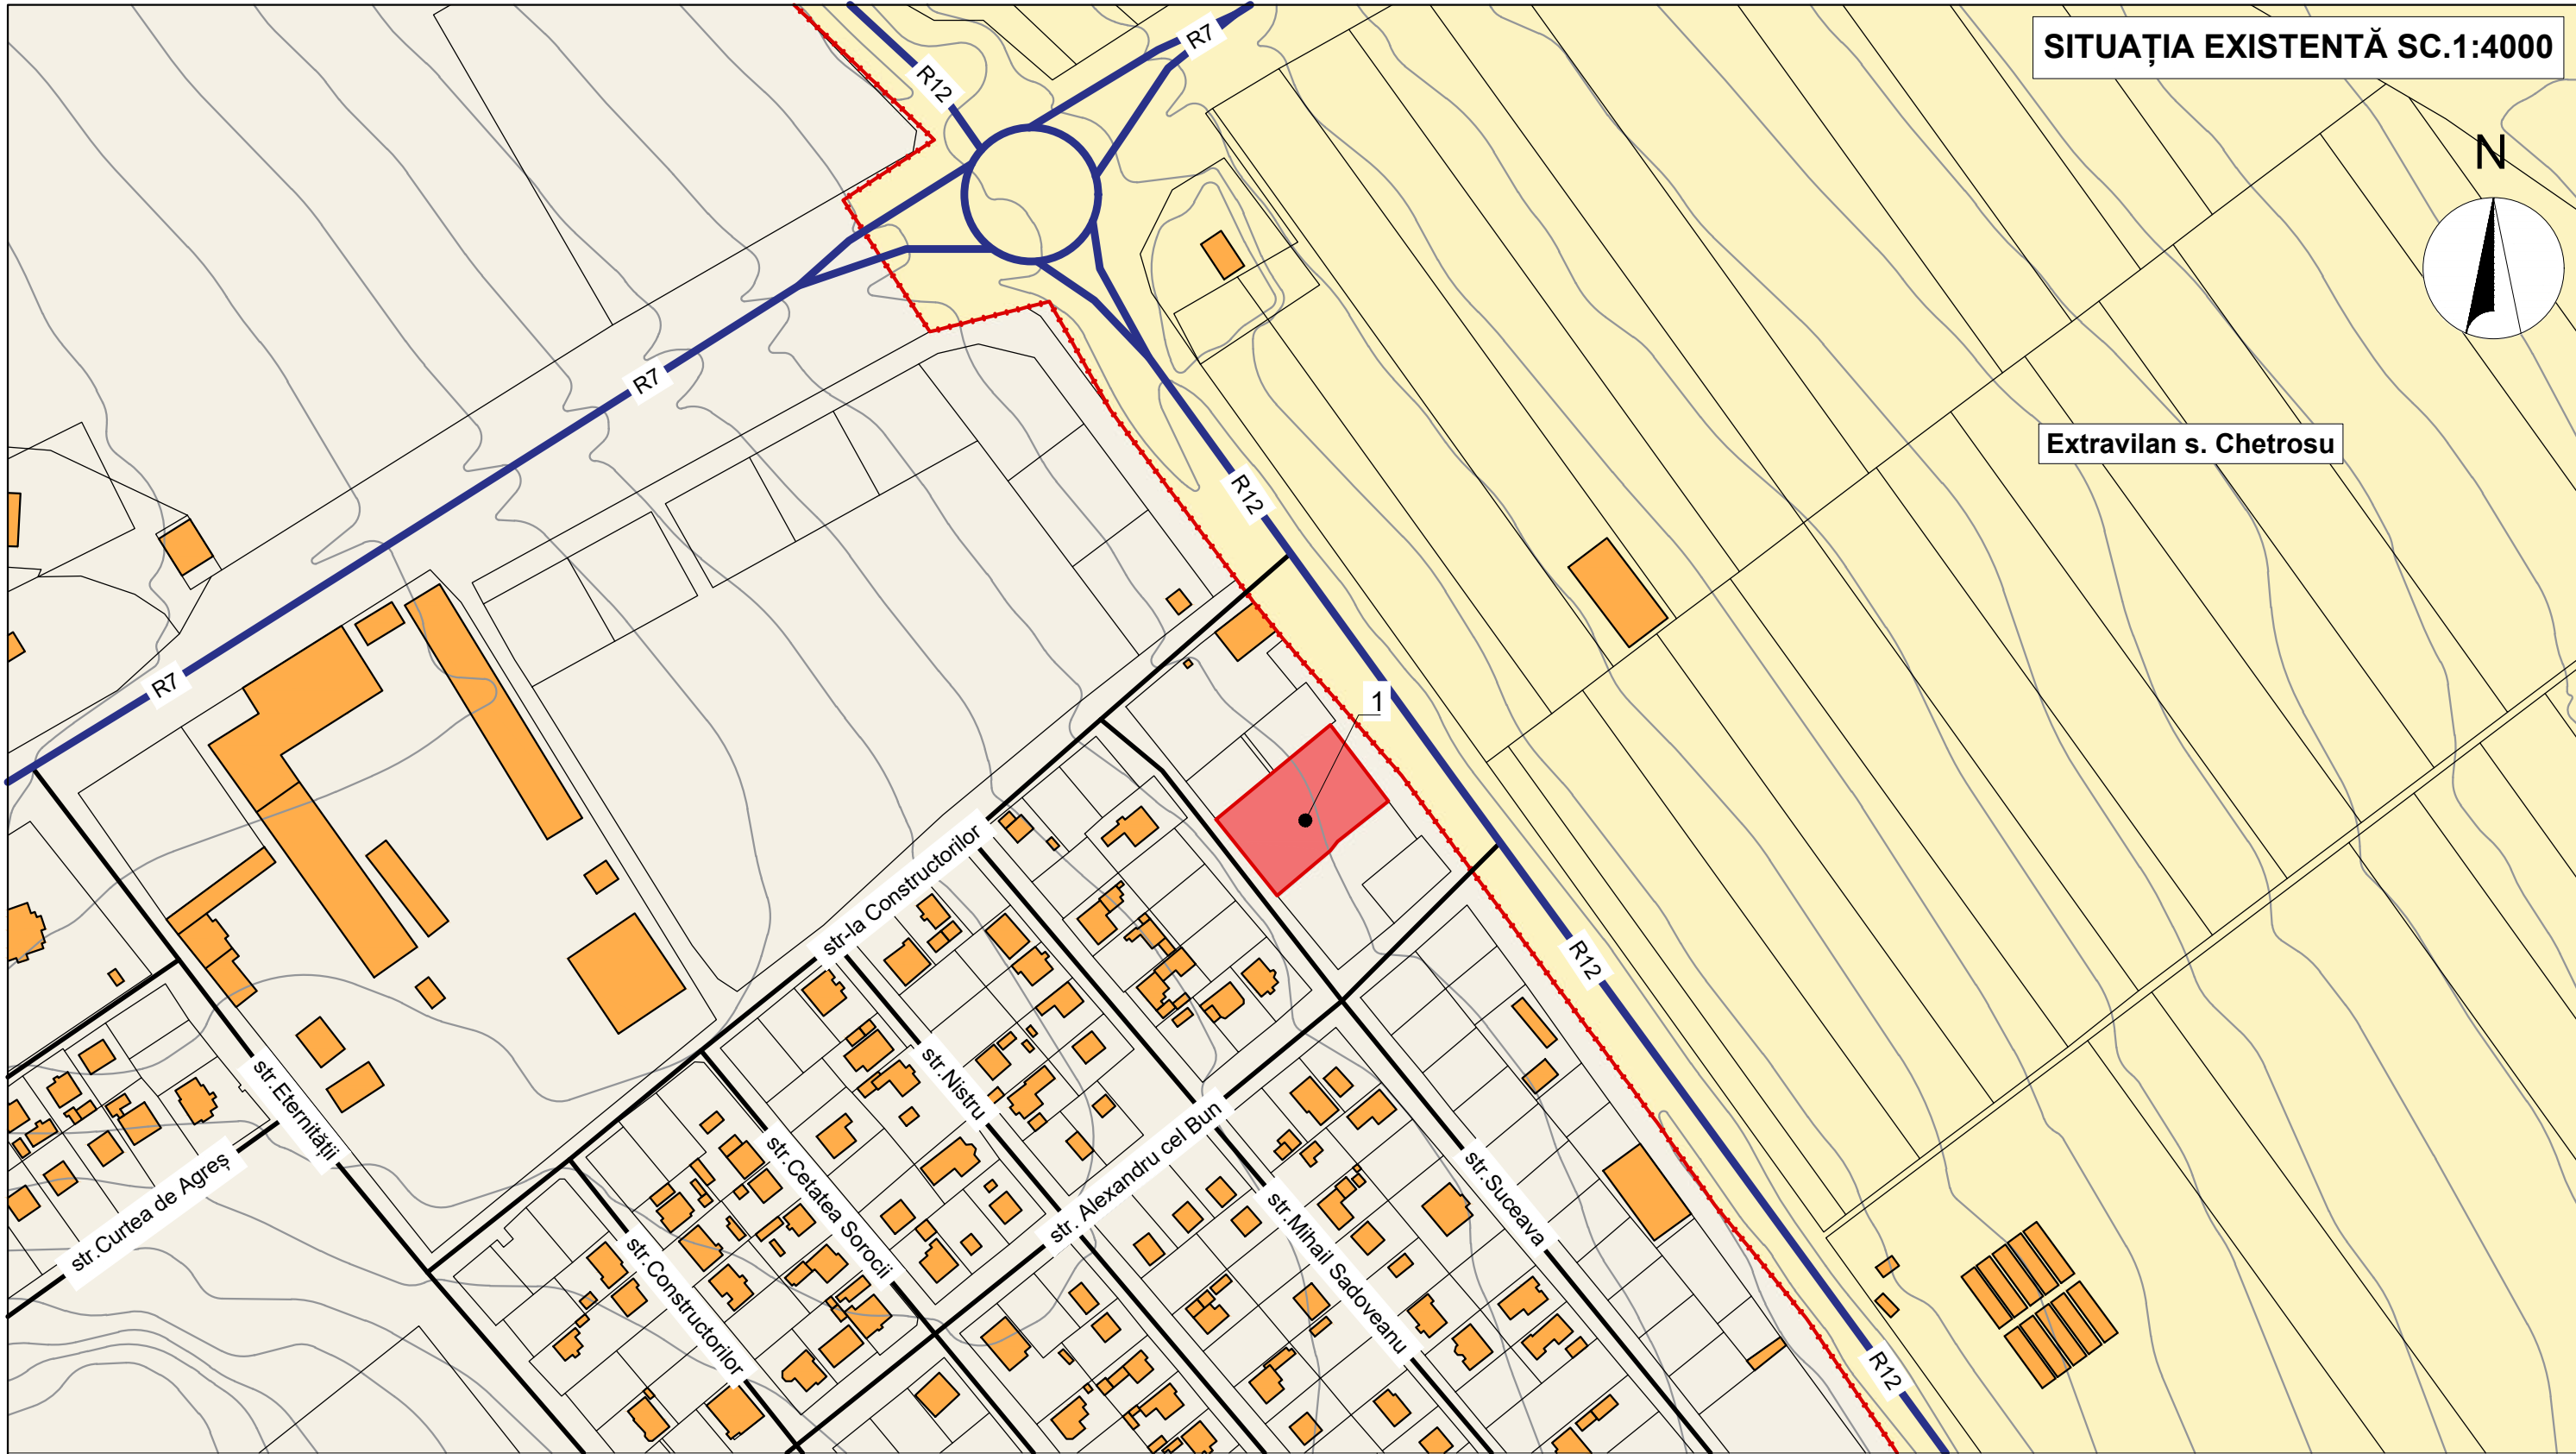 SITUAȚIA EXISTENTĂ SC.1:4000
R7
R12
N
R7
Extravilan s. Chetrosu
R12
R7
1
str-la Constructorilor
R12
str.Eternității
str.Nistru
str. Alexandru cel Bun
str.Curtea de Agreș
str.Cetatea Sorocii
str.Suceava
str.Mihail Sadoveanu
str.Constructorilor
R12